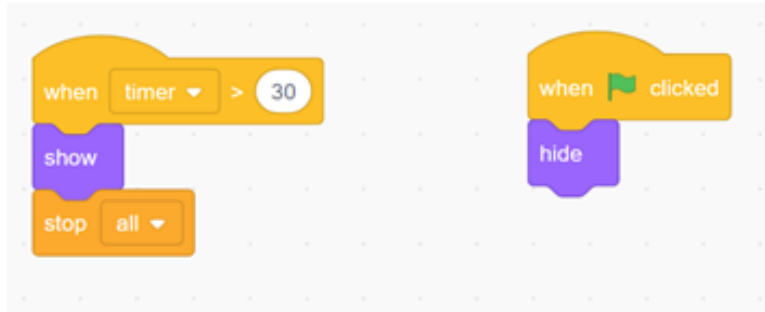 when timer > 30
show
stop all
when clicked
hide